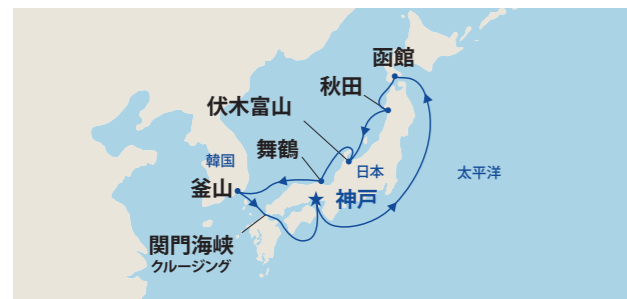 函館
秋田
伏木富山
舞鶴
韓国
日本
太平洋
釜山
神戸
関門海峡
クルージング